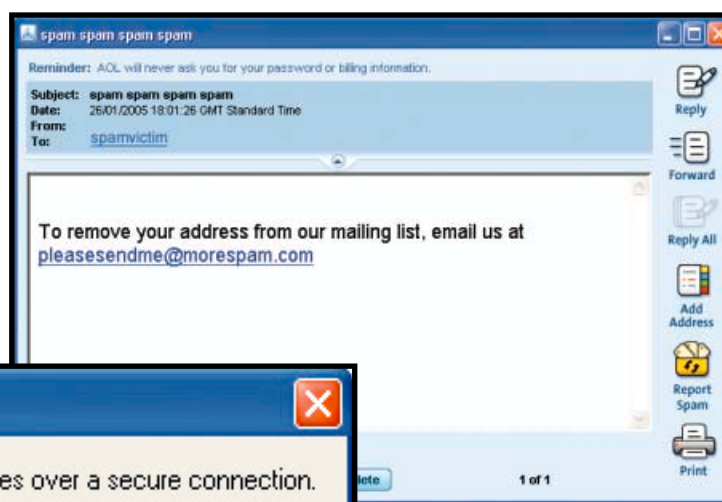 spam spam spam spam
Reminder: AOL will never ask you for your password or billing information.
Subject: spam spam spam spam
Date: 26/01/2005 18:01:26 GMT Standard Time
From:
To: spamvictim
To remove your address from our mailing list, email us at
pleasesendme@morespam.com
Reply
Forward
Reply All
Add
Address
Report
Spam
Print
over a secure connection.
1 of 1